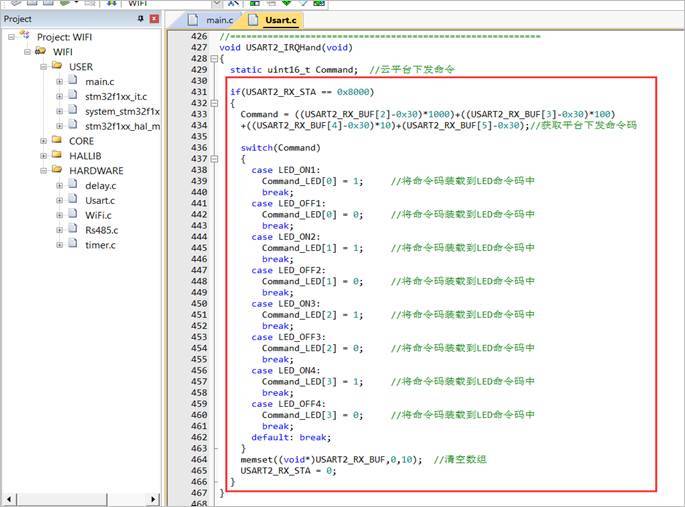 WIFI
Project
main.c
Usart.c
Project: WIFI
WIFI
USER
main.c
stm32f1xx_it.c
system_stm32f1x
stm32f1xx_hal_m
CORE
HALLIB
HARDWARE
delay.c
Usart.c
WiFi.c
Rs485.c
timer.c
426 //======================================================
427 void USART2_IRQHand(void)
428 {
429 static uint16_t Command; //云平台下发命令
430
431 if(USART2_RX_STA == 0x8000)
432 {
433 Command = ((USART2_RX_BUF[2]-0x30)*1000)+((USART2_RX_BUF[3]-0x30)*100)
434 +((USART2_RX_BUF[4]-0x30)*10)+(USART2_RX_BUF[5]-0x30);//获取平台下发命令码
435
436 switch(Command)
437 {
438 case LED_ON1:
439 Command_LED[0] = 1; //将命令码装载到LED命令码中
440 break;
441 case LED_OFF1:
442 Command_LED[0] = 0; //将命令码装载到LED命令码中
443 break;
444 case LED_ON2:
445 Command_LED[1] = 1; //将命令码装载到LED命令码中
446 break;
447 case LED_OFF2:
448 Command_LED[1] = 0; //将命令码装载到LED命令码中
449 break;
450 case LED_ON3:
451 Command_LED[2] = 1; //将命令码装载到LED命令码中
452 break;
453 case LED_OFF3:
454 Command_LED[2] = 0; //将命令码装载到LED命令码中
455 break;
456 case LED_ON4:
457 Command_LED[3] = 1; //将命令码装载到LED命令码中
458 break;
459 case LED_OFF4:
460 Command_LED[3] = 0; //将命令码装载到LED命令码中
461 break;
462 default: break;
463 }
464 memset((void*)USART2_RX_BUF,0,10); //清空数组
465 USART2_RX_STA = 0;
466 }
467 }
468